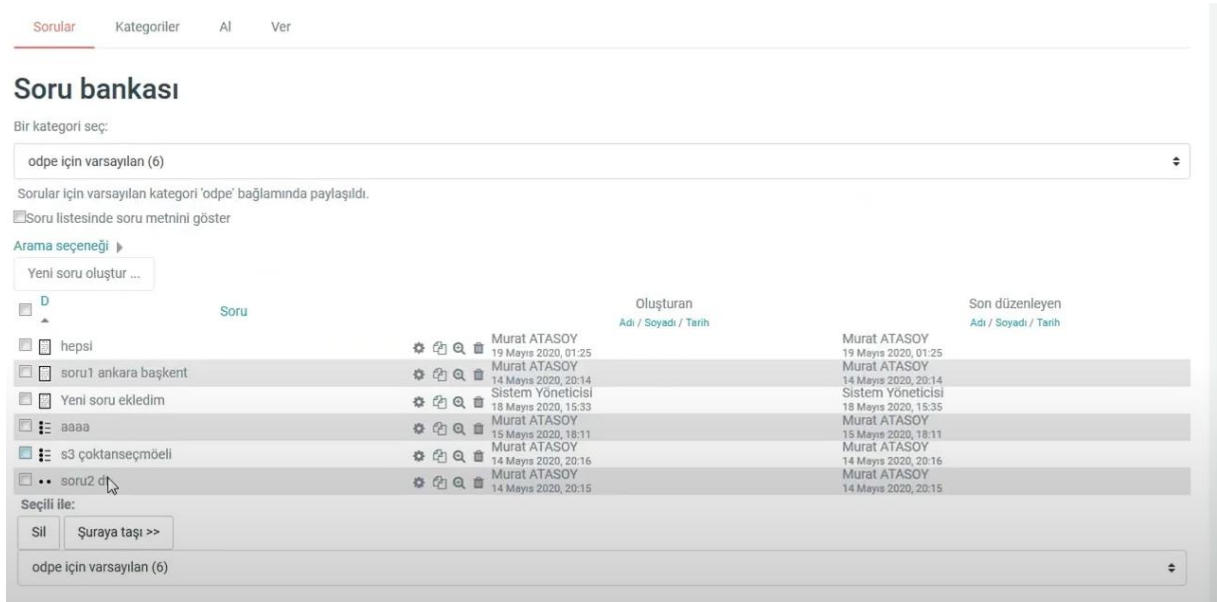 Sorular Kategoriler Al Ver
Soru bankası
Bir kategori seç:
odpe için varsayılan (6)
Sorular için varsayılan kategori 'odpe' bağlamında paylaşıldı.
Soru listesinde soru metnini göster
Arama seçeneği
Yeni soru oluştur ...
D Soru Oluşturan Son düzenleyen
Adı / Soyadı / Tarih Adı / Soyadı / Tarih
hepsi Murat ATASOY Murat ATASOY
19 Mayıs 2020, 01:25 19 Mayıs 2020, 01:25
soru1 ankara başkent Murat ATASOY Murat ATASOY
14 Mayıs 2020, 20:14 14 Mayıs 2020, 20:14
Yeni soru ekledim Sistem Yöneticisi Sistem Yöneticisi
18 Mayıs 2020, 15:33 18 Mayıs 2020, 15:35
aaaa Murat ATASOY Murat ATASOY
15 Mayıs 2020, 18:11 15 Mayıs 2020, 18:11
s3 çoktanseçmöeli Murat ATASOY Murat ATASOY
14 Mayıs 2020, 20:16 14 Mayıs 2020, 20:16
soru2 Murat ATASOY Murat ATASOY
14 Mayıs 2020, 20:15 14 Mayıs 2020, 20:15
Seçili ile:
Sil Şuraya taşı >>
odpe için varsayılan (6)